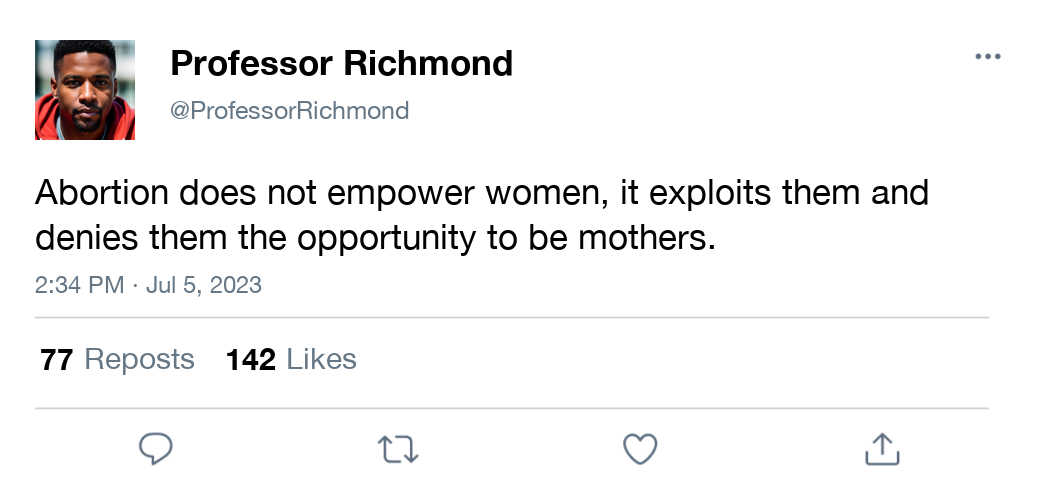 Professor Richmond
@ProfessorRichmond
Abortion does not empower women, it exploits them and
denies them the opportunity to be mothers.
2:34 PM · Jul 5, 2023
77 Reposts 142 Likes